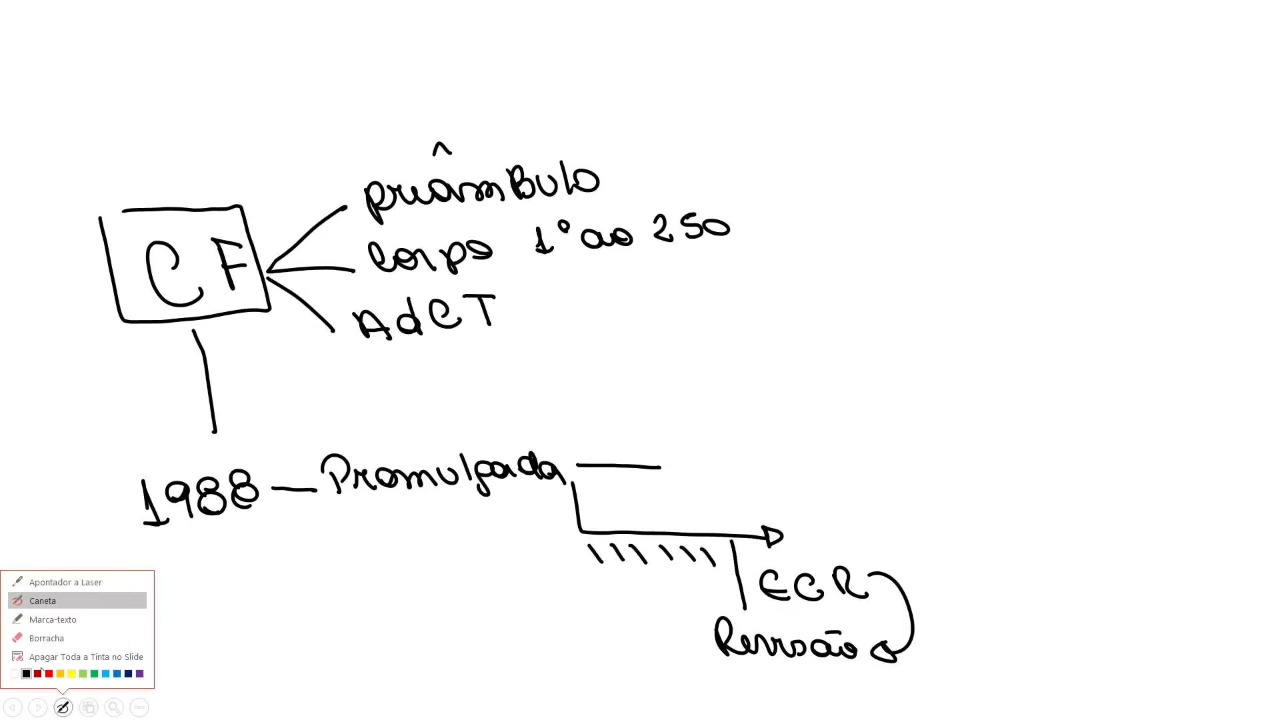 preâmbulo
CF
corpo 1º ao 250
ADCT
1988 — Promulgada
ECR
Revisão
Apontador a Laser
Caneta
Marca-texto
Borracha
Apagar Toda a Tinta no Slide